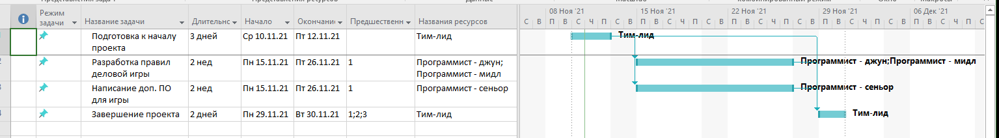 08 Ноя '21 15 Ноя '21 22 Ноя '21 29 Ноя '21 06 Дек '21
Режим задачи Название задачи Длительнс Начало Окончание Предшественн Названия ресурсов
С В П В С Ч П С В П В С Ч П С В П В С Ч П С В П В С Ч П С В П В С Ч П С
Подготовка к началу проекта 3 дней Ср 10.11.21 Пт 12.11.21 Тим-лид Тим-лид
2 Разработка правил деловой игры 2 нед Пн 15.11.21 Пт 26.11.21 1 Программист - джун; Программист - мидл Программист - джун;Программист - мидл
Написание доп. ПО для игры 2 нед Пн 15.11.21 Пт 26.11.21 1 Программист - сеньор Программист - сеньор
4 Завершение проекта 2 дней Пн 29.11.21 Вт 30.11.21 1;2;3 Тим-лид Тим-лид